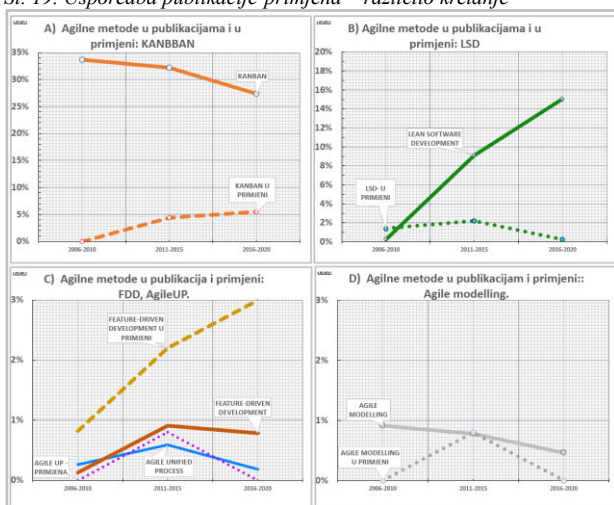 Sl. 19. Usporedba publikacije-primjena – različito kretanje
UDJELI
A) Agilne metode u publikacijama i u
primjeni: KANBBAN
35%
30%
25%
20%
15%
10%
5%
0%
KANBAN
KANBAN U
PRIMJENI
2006-2010
2011-2015
2016-2020
UDJELI
B) Agilne metode u publikacijama i u
primjeni: LSD
20%
18%
16%
14%
12%
10%
8%
6%
4%
2%
0%
LEAN SOFTWARE
DEVELOPMENT
LSD- U
PRIMJENI
2006-2010
2011-2015
2016-2020
UDJELI
C) Agilne metode u publikacija i primjeni:
FDD, AgileUP.
3%
2%
1%
0%
FEATURE-DRIVEN
DEVELOPMENT U
PRIMJENI
FEATURE-DRIVEN
DEVELOPMENT
AGILE UP -
PRIMJENA
AGILE UNIFIED
PROCESS
2006-2010
2011-2015
2016-2020
UDJELI
D) Agilne metode u publikacijam i primjeni::
Agile modelling.
3%
2%
1%
0%
AGILE
MODELLING
AGILE MODELLING
U PRIMJENI
2006-2010
2011-2015
2016-2020